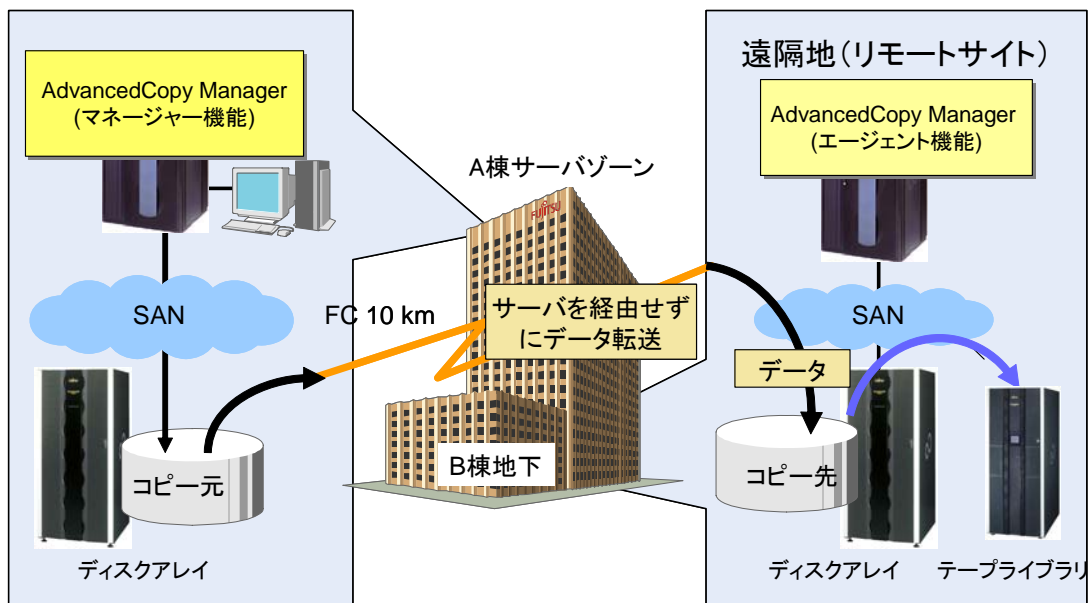 AdvancedCopy Manager
(マネージャー機能)
SAN
コピー元
ディスクアレイ
A棟サーバゾーン
FUJITSU
FC 10 km
サーバを経由せず
にデータ転送
B棟地下
遠隔地(リモートサイト)
AdvancedCopy Manager
(エージェント機能)
SAN
データ
コピー先
ディスクアレイ
テープライブラリ